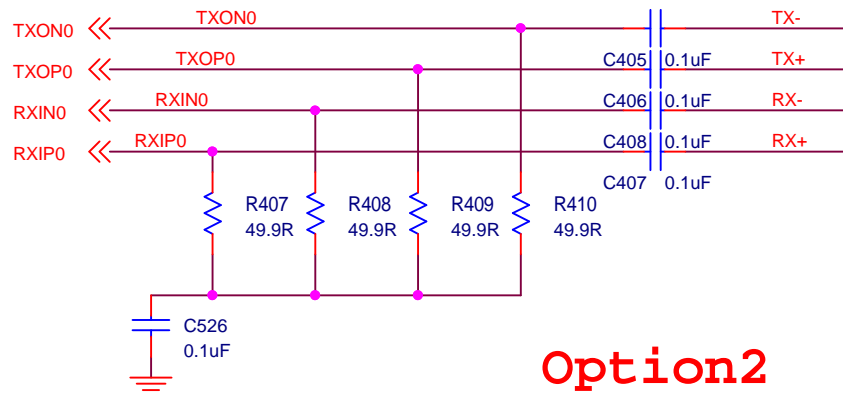 TXON0 TXON0 TX-
TXOP0 TXOP0 C405 0.1uF TX+
RXIN0 RXIN0 C406 0.1uF RX-
RXIP0 RXIP0 C408 0.1uF RX+
C407 0.1uF
R407 R408 R409 R410
49.9R 49.9R 49.9R 49.9R
C526
0.1uF
Option2